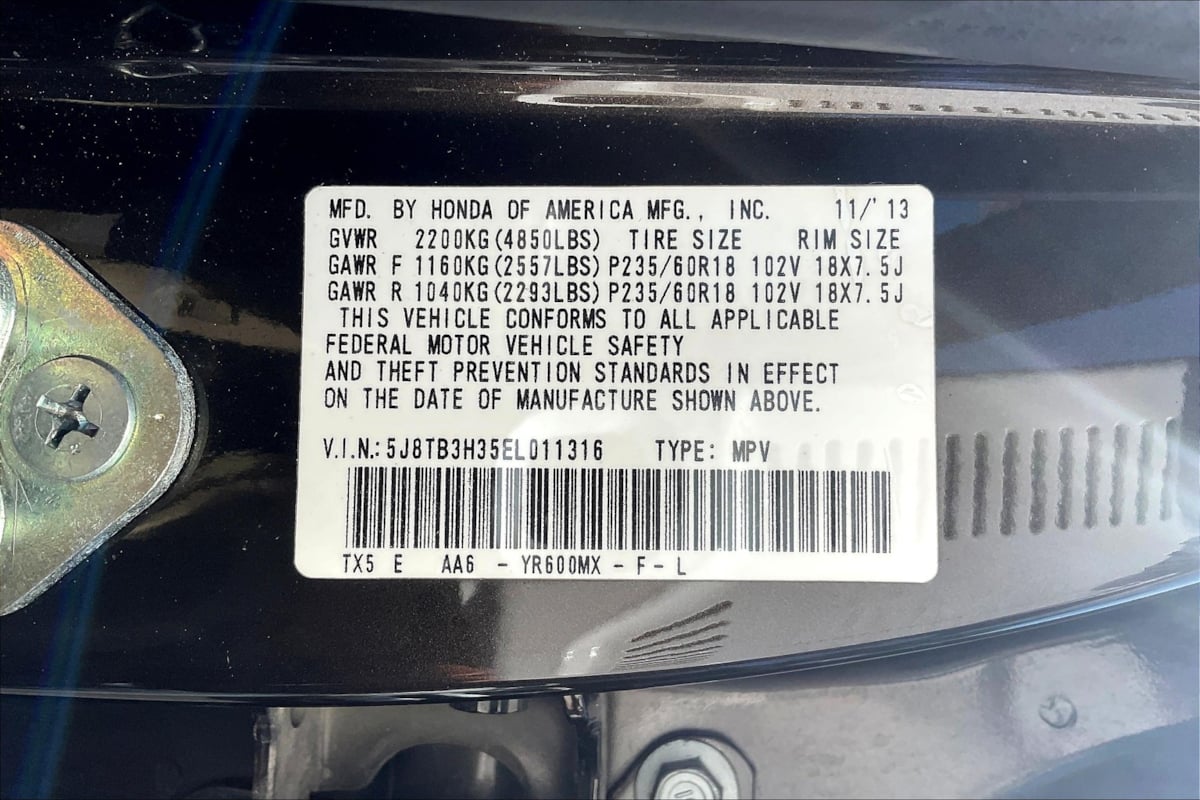 MFD. BY HONDA OF AMERICA MFG., INC. 11/'13
GVWR 2200KG(4850LBS) TIRE SIZE RIM SIZE
GAWR F 1160KG(2557LBS) P235/60R18 102V 18X7.5J
GAWR R 1040KG(2293LBS) P235/60R18 102V 18X7.5J
THIS VEHICLE CONFORMS TO ALL APPLICABLE
FEDERAL MOTOR VEHICLE SAFETY
AND THEFT PREVENTION STANDARDS IN EFFECT
ON THE DATE OF MANUFACTURE SHOWN ABOVE.
V.I.N.:5J8TB3H35EL011316 TYPE: MPV
TX5 E AA6 - YR600MX - F - L